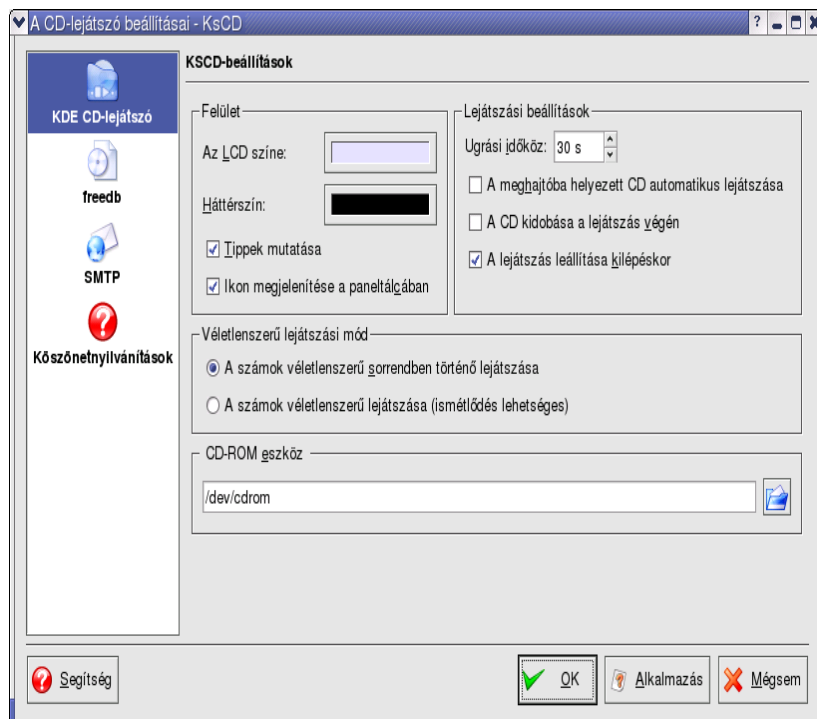 A CD-lejátszó beállításai - KsCD
KDE CD-lejátszó
freedb
SMTP
Köszönetnyilvánítások
KSCD-beállítások
Felület
Az LCD színe:
Háttérszín:
Tippek mutatása
Ikon megjelenítése a paneltálcában
Lejátszási beállítások
Ugrási időköz: 30 s
A meghajtóba helyezett CD automatikus lejátszása
A CD kidobása a lejátszás végén
A lejátszás leállítása kilépéskor
Véletlenszerű lejátszási mód
A számok véletlenszerű sorrendben történő lejátszása
A számok véletlenszerű lejátszása (ismétlődés lehetséges)
CD-ROM eszköz
/dev/cdrom
Segítség
OK
Alkalmazás
Mégsem